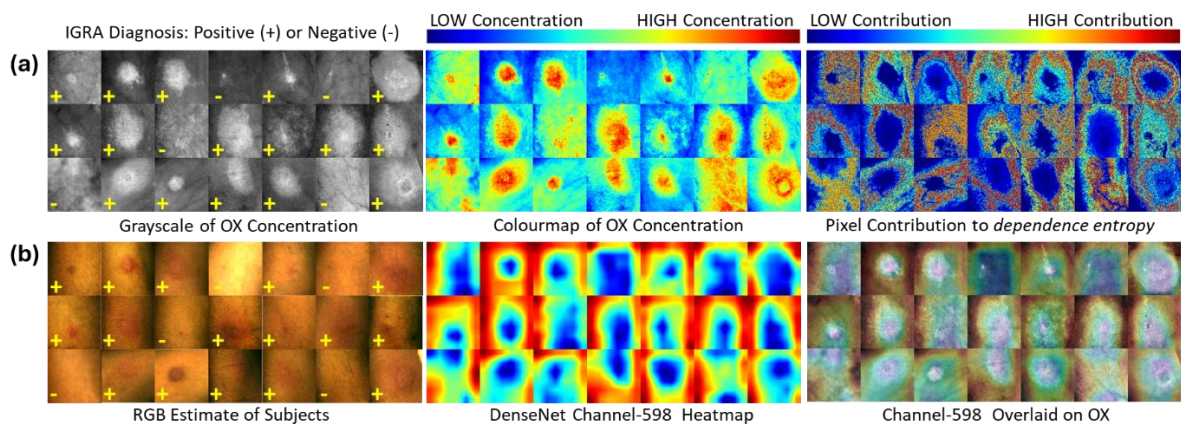 IGRA Diagnosis: Positive (+) or Negative (-)
LOW Concentration HIGH Concentration
LOW Contribution HIGH Contribution
(a)
+ + + - + - +
+ + - + + + +
- + + + + - +
Grayscale of OX Concentration
Colourmap of OX Concentration
Pixel Contribution to dependence entropy
(b)
+ + + - + - +
+ + - + + + +
- + + + + - +
RGB Estimate of Subjects
DenseNet Channel-598 Heatmap
Channel-598 Overlaid on OX